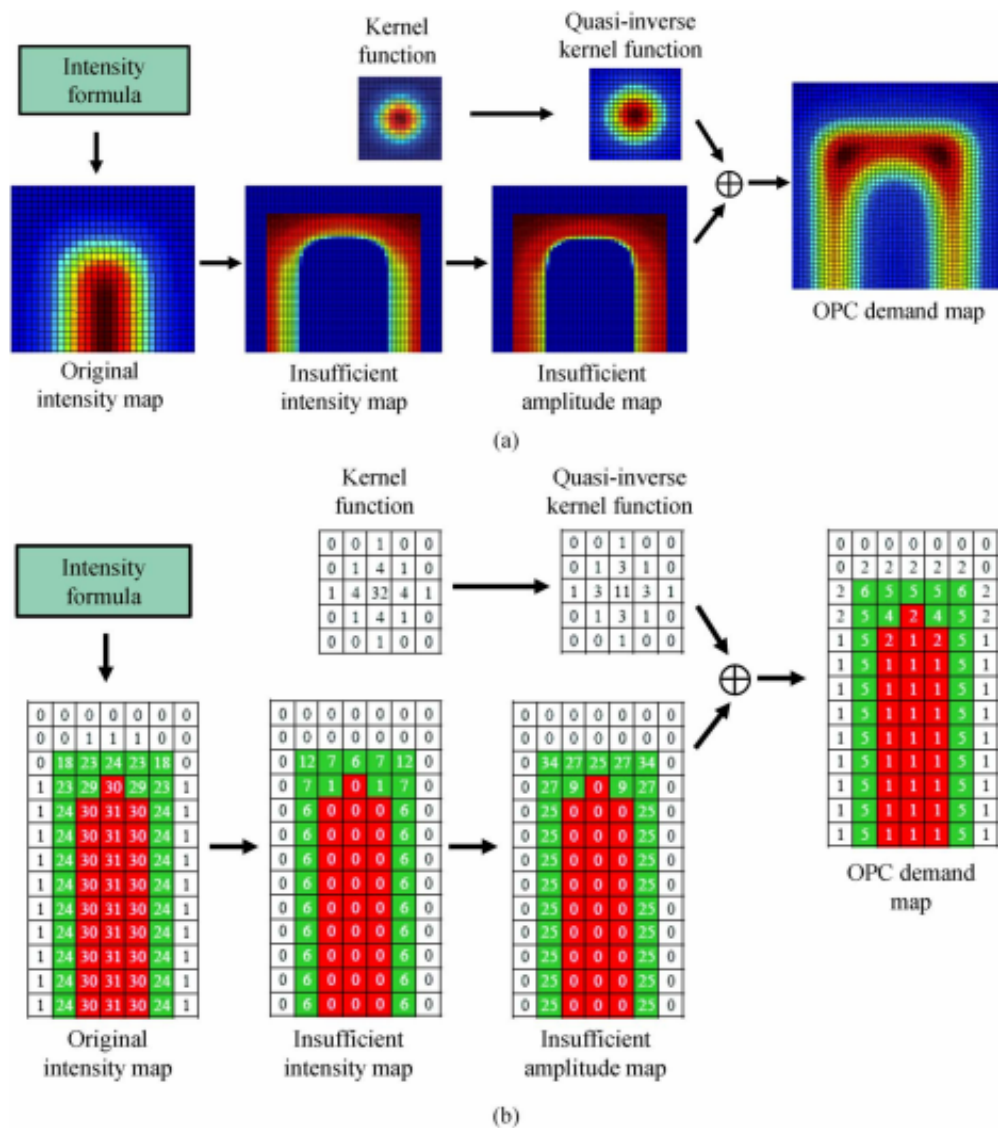 Kernel
function
Quasi-inverse
kernel function
Intensity
formula
OPC demand map
Original
intensity map
Insufficient
intensity map
Insufficient
amplitude map
(a)
Kernel
function
Quasi-inverse
kernel function
Intensity
formula
0 0 1 0 0
0 1 4 1 0
1 4 32 4 1
0 1 4 1 0
0 0 1 0 0
0 0 1 0 0
0 1 3 1 0
1 3 11 3 1
0 1 3 1 0
0 0 1 0 0
0 0 0 0 0 0 0
0 2 2 2 2 2 0
2 6 5 5 5 6 2
2 5 4 2 4 5 2
1 5 2 1 2 5 1
1 5 1 1 1 5 1
1 5 1 1 1 5 1
1 5 1 1 1 5 1
1 5 1 1 1 5 1
1 5 1 1 1 5 1
1 5 1 1 1 5 1
1 5 1 1 1 5 1
1 5 1 1 1 5 1
OPC demand
map
0 0 0 0 0 0 0
0 0 1 1 1 0 0
0 18 23 24 23 18 0
1 23 29 30 29 23 1
1 24 30 31 30 24 1
1 24 30 31 30 24 1
1 24 30 31 30 24 1
1 24 30 31 30 24 1
1 24 30 31 30 24 1
1 24 30 31 30 24 1
1 24 30 31 30 24 1
1 24 30 31 30 24 1
1 24 30 31 30 24 1
Original
intensity map
0 0 0 0 0 0 0
0 0 0 0 0 0 0
0 12 7 6 7 12 0
0 7 1 0 1 7 0
0 6 0 0 0 6 0
0 6 0 0 0 6 0
0 6 0 0 0 6 0
0 6 0 0 0 6 0
0 6 0 0 0 6 0
0 6 0 0 0 6 0
0 6 0 0 0 6 0
0 6 0 0 0 6 0
0 6 0 0 0 6 0
Insufficient
intensity map
0 0 0 0 0 0 0
0 0 0 0 0 0 0
0 34 27 25 27 34 0
0 27 9 0 9 27 0
0 25 0 0 0 25 0
0 25 0 0 0 25 0
0 25 0 0 0 25 0
0 25 0 0 0 25 0
0 25 0 0 0 25 0
0 25 0 0 0 25 0
0 25 0 0 0 25 0
0 25 0 0 0 25 0
0 25 0 0 0 25 0
Insufficient
amplitude map
(b)